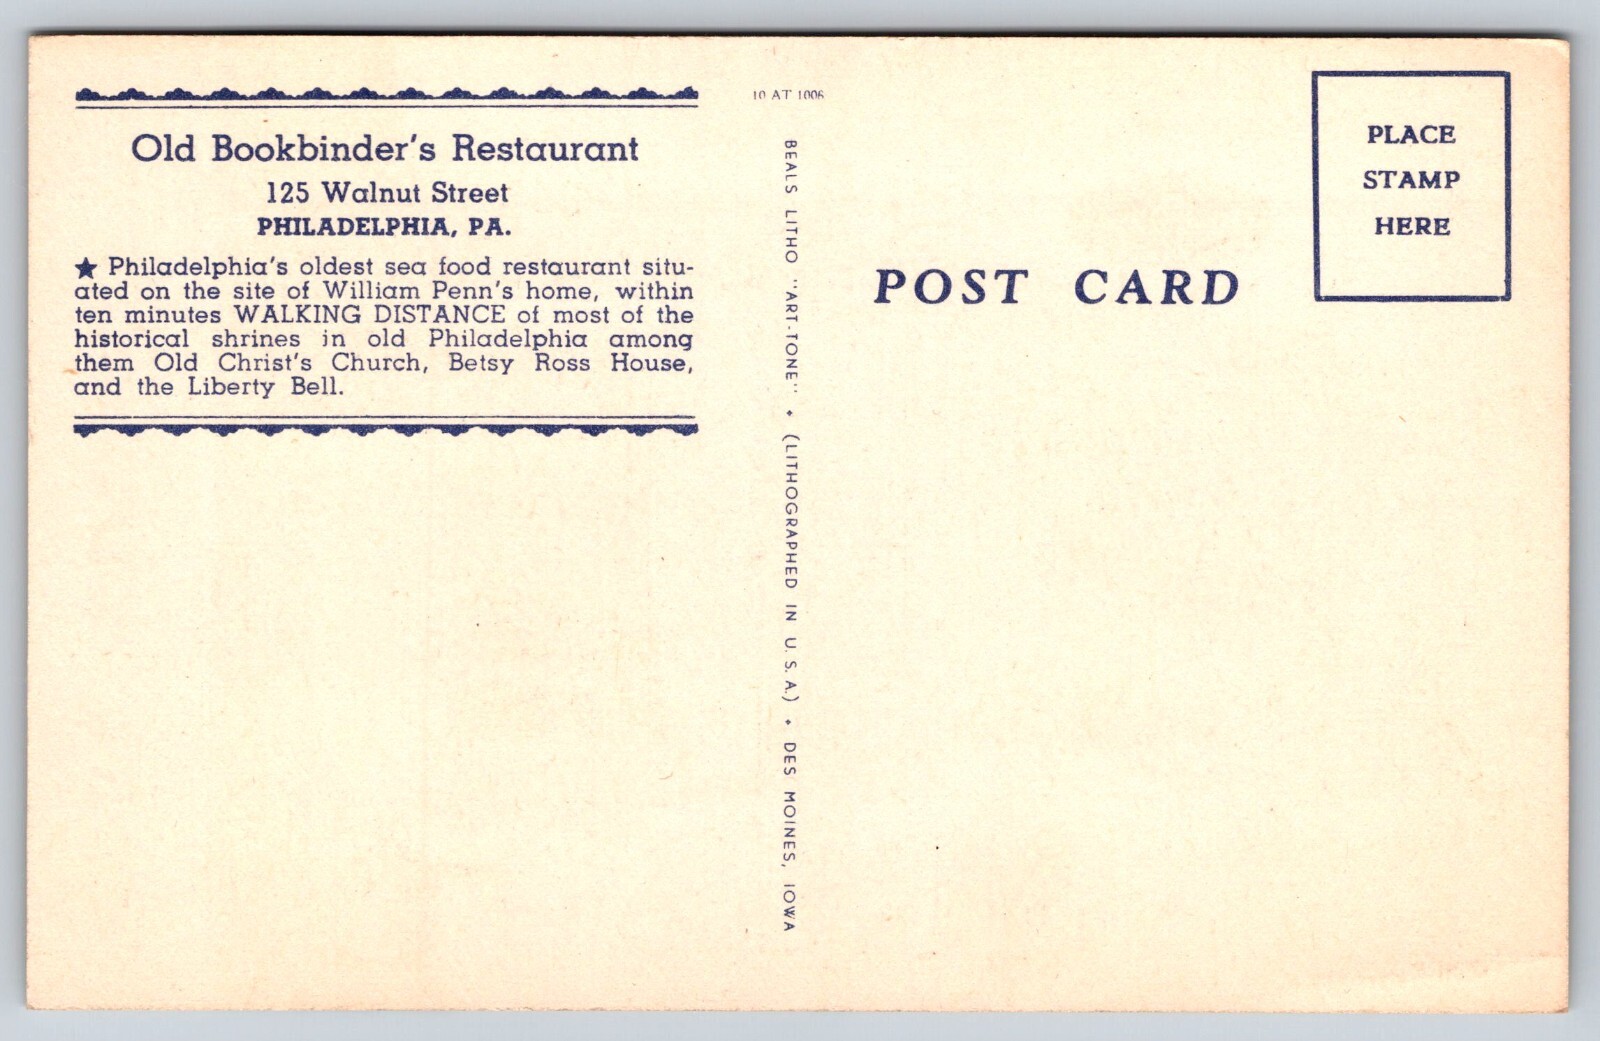 Old Bookbinder's Restaurant
125 Walnut Street
PHILADELPHIA, PA.
★ Philadelphia's oldest sea food restaurant situ-
ated on the site of William Penn's home, within
ten minutes WALKING DISTANCE of most of the
historical shrines in old Philadelphia among
them Old Christ's Church, Betsy Ross House,
and the Liberty Bell.
10 AT 1006
BEALS LITHO "ART-TONE" • (LITHOGRAPHED IN U. S. A.) • DES MOINES, IOWA
POST CARD
PLACE
STAMP
HERE